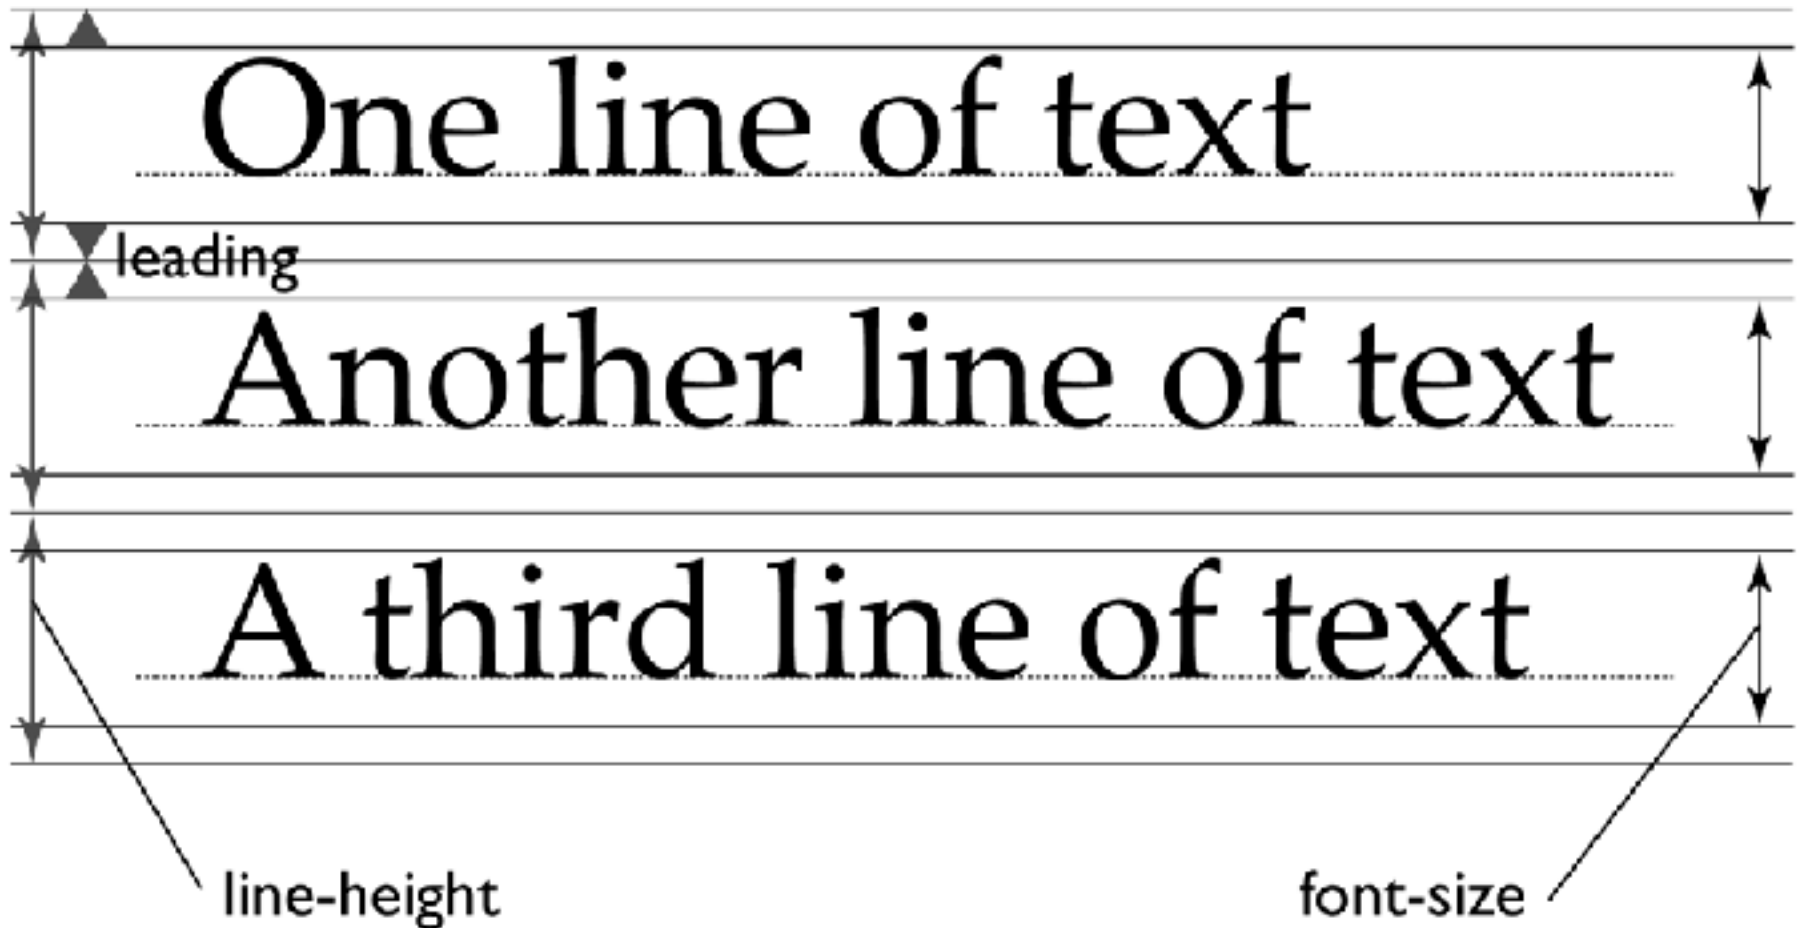 One line of text
leading
Another line of text
A third line of text
line-height
font-size